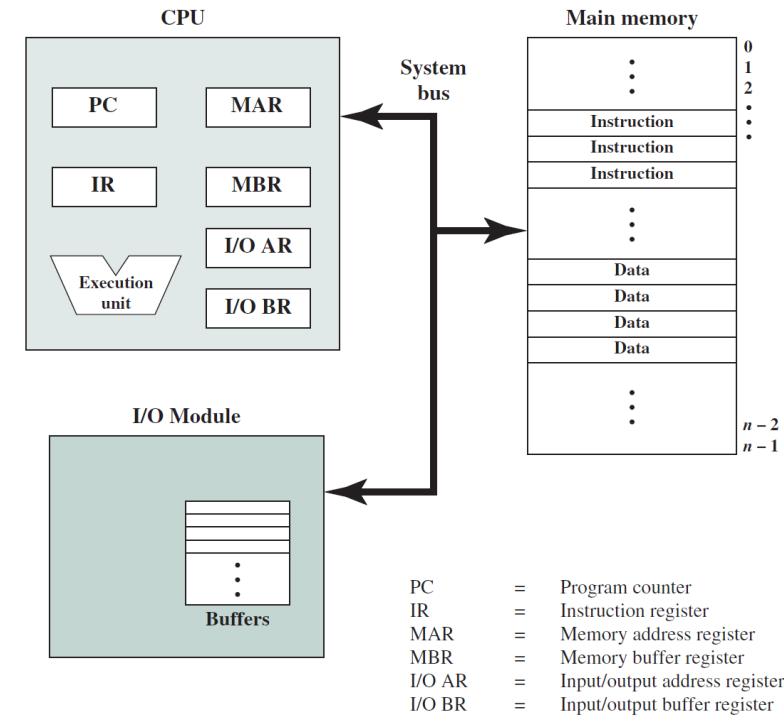 CPU
PC
MAR
IR
MBR
I/O AR
Execution
unit
I/O BR
System
bus
Main memory
0
1
2
Instruction
Instruction
Instruction
Data
Data
Data
Data
n – 2
n – 1
I/O Module
Buffers
PC = Program counter
IR = Instruction register
MAR = Memory address register
MBR = Memory buffer register
I/O AR = Input/output address register
I/O BR = Input/output buffer register